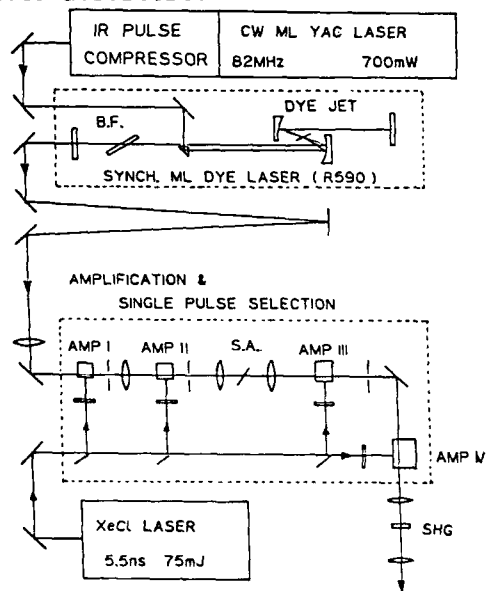 IR PULSE
COMPRESSOR
CW ML YAG LASER
82MHz 700mW
DYE JET
B.F.
SYNCH. ML DYE LASER (R590)
AMPLIFICATION &
SINGLE PULSE SELECTION
AMP I
AMP II
S.A.
AMP III
AMP IV
XeCl LASER
5.5ns 75mJ
SHG